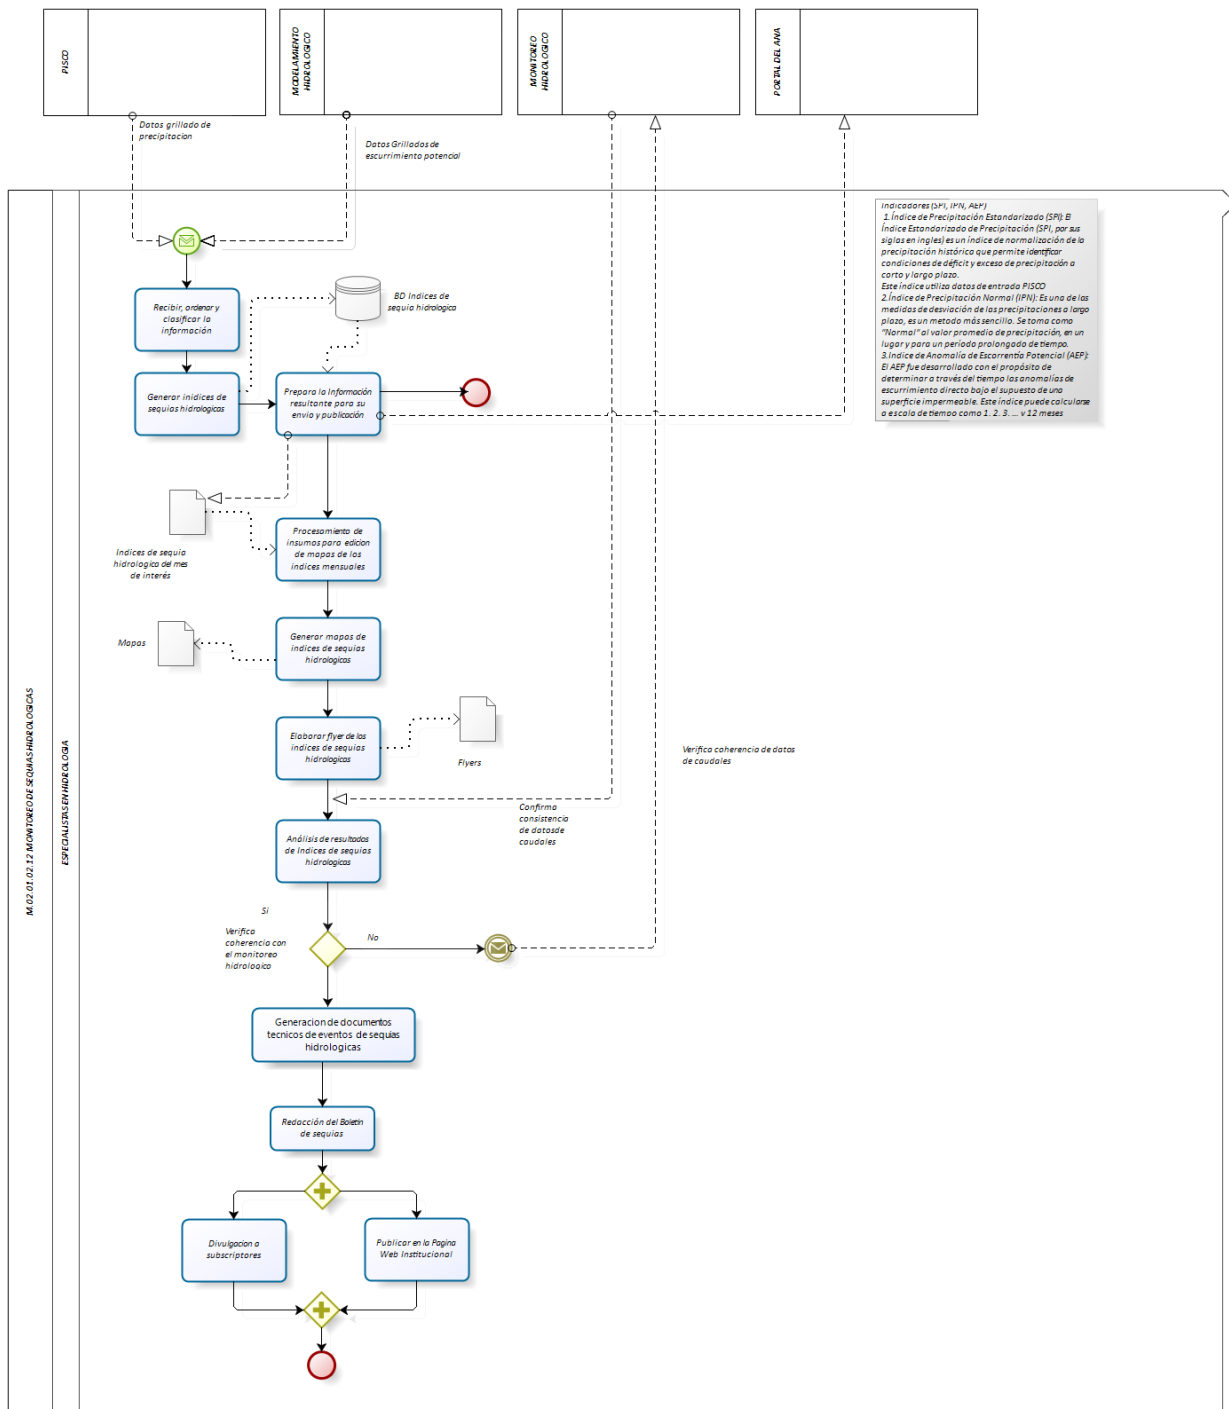 PISCO
MODELAMIENTO
HIDROLOGICO
MONITOREO
HIDROLOGICO
PORTAL DEL ANA
Datos grillado de
precipitacion
Datos Grillados de
escurrimiento potencial
M.02.01.02.12 MONITOREO DE SEQUIAS HIDROLOGICAS
ESPECIALISTAS EN HIDROLOGIA
Indicadores (SPI, IPN, AEP)
1.Índice de Precipitación Estandarizado (SPI): El
Índice Estandarizado de Precipitación (SPI, por sus
siglas en ingles) es un índice de normalización de la
precipitación histórico que permite identificar
condiciones de déficit y exceso de precipitación a
corto y largo plazo.
Este índice utiliza datos de entrada PISCO
2.Índice de Precipitación Normal (IPN): Es una de las
medidas de desviación de las precipitaciones a largo
plazo, es un metodo más sencillo. Se toma como
"Normal" al valor promedio de precipitación, en un
lugar y para un período prolongado de tiempo.
3.Indice de Anomalía de Escorrentía Potencial (AEP):
El AEP fue desarrollado con el propósito de
determinar a través del tiempo las anomalías de
escurrimiento directo bajo el supuesto de una
superficie impermeable. Este índice puede calcularse
a escala de tiempo como 1, 2, 3, ... y 12 meses
Recibir, ordenar y
clasificar la
información
BD Indices de
sequia hidrologica
Generar inidices de
sequias hidrologicas
Prepara la Información
resultante para su
envio y publicación
Indices de sequia
hidrologica del mes
de interés
Procesamiento de
insumos para edicion
de mapas de los
indices mensuales
Mapas
Generar mapas de
indices de sequias
hidrologicas
Elaborar flyer de los
indices de sequias
hidrologicas
Flyers
Verifica coherencia de datos
de caudales
Confirma
consistencia
de datosde
caudales
Análisis de resultados
de Indices de sequias
hidrologicas
Si
Verifica
coherencia con
el monitoreo
hidrologico
No
Generacion de documentos
tecnicos de eventos de sequias
hidrologicas
Redacción del Boletin
de sequias
Divulgacion a
subscriptores
Publicar en la Pagina
Web Institucional